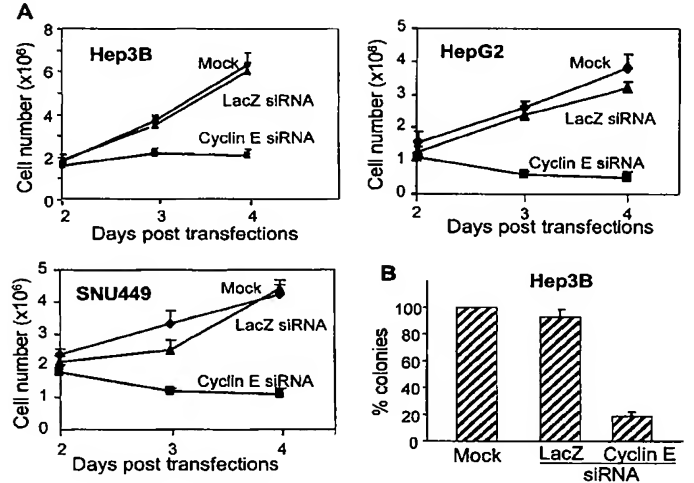 A
Hep3B
Cell number (x10⁶)
8
6
4
2
0
Mock
LacZ siRNA
Cyclin E siRNA
2 3 4
Days post transfections
HepG2
Cell number (x10⁶)
5
4
3
2
1
0
Mock
LacZ siRNA
Cyclin E siRNA
2 3 4
Days post transfections
SNU449
Cell number (x10⁶)
5
4
3
2
1
0
Mock
LacZ siRNA
Cyclin E siRNA
2 3 4
Days post transfections
B
Hep3B
% colonies
100
80
60
40
20
0
Mock LacZ Cyclin E
siRNA